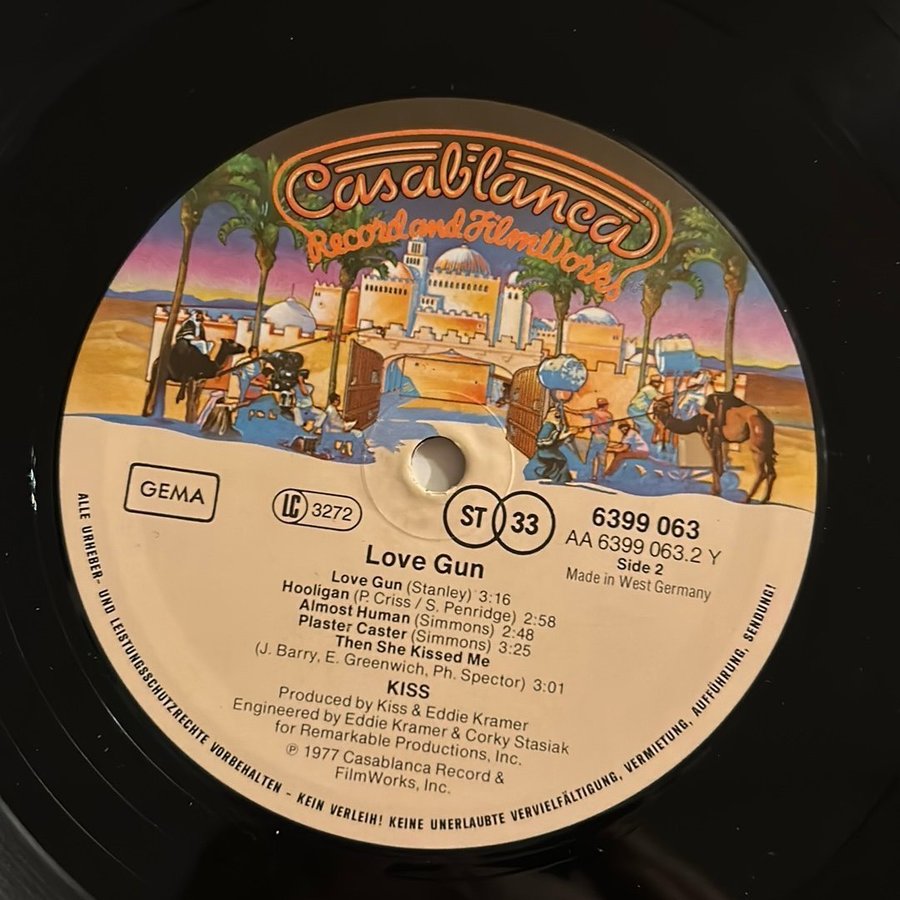 Casablanca
Record and FilmWorks
GEMA
LC 3272
ST 33
6399 063
AA 6399 063.2 Y
Side 2
Made in West Germany
Love Gun
Love Gun (Stanley) 3:16
Hooligan (P. Criss / S. Penridge) 2:58
Almost Human (Simmons) 2:48
Plaster Caster (Simmons) 3:25
Then She Kissed Me
(J. Barry, E. Greenwich, Ph. Spector) 3:01
KISS
Produced by Kiss & Eddie Kramer
Engineered by Eddie Kramer & Corky Stasiak
for Remarkable Productions, Inc.
℗ 1977 Casablanca Record &
FilmWorks, Inc.
ALLE URHEBER- UND LEISTUNGSSCHUTZRECHTE VORBEHALTEN - KEIN VERLEIH! KEINE UNERLAUBTE VERVIELFÄLTIGUNG, VERMIETUNG, AUFFÜHRUNG, SENDUNG!